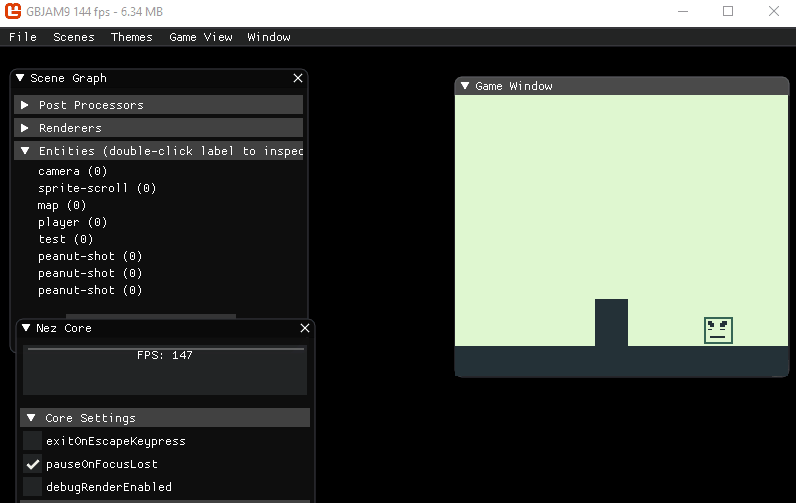 GBJAM9 144 fps - 6.34 MB
File Scenes Themes Game View Window
Scene Graph
Post Processors
Renderers
Entities (double-click label to inspec
camera (0)
sprite-scroll (0)
map (0)
player (0)
test (0)
peanut-shot (0)
peanut-shot (0)
peanut-shot (0)
Nez Core
FPS: 147
Core Settings
exitOnEscapeKeypress
pauseOnFocusLost
debugRenderEnabled
Game Window